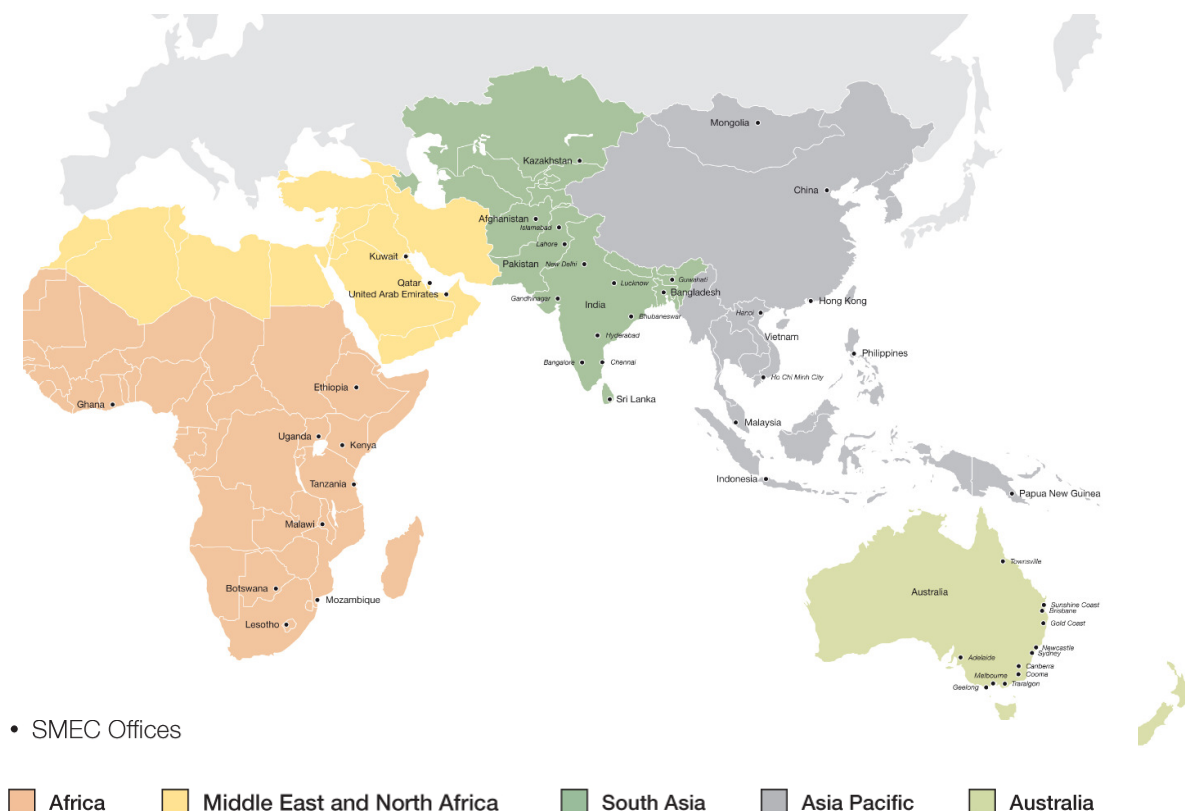 Mongolia
Kazakhstan
China
Afghanistan
Islamabad
Lahore
Kuwait
Pakistan
New Delhi
Qatar
United Arab Emirates
Lucknow
Guwahati
Bangladesh
Gandhinagar
India
Hong Kong
Bhubaneswar
Hanoi
Hyderabad
Vietnam
Philippines
Bangalore
Chennai
Ho Chi Minh City
Ethiopia
Sri Lanka
Ghana
Malaysia
Uganda
Kenya
Indonesia
Tanzania
Papua New Guinea
Malawi
Townsville
Botswana
Australia
Mozambique
Sunshine Coast
Brisbane
Lesotho
Gold Coast
Newcastle
Sydney
Adelaide
Canberra
Cooma
Melbourne
Traralgon
Geelong
• SMEC Offices
Africa
Middle East and North Africa
South Asia
Asia Pacific
Australia